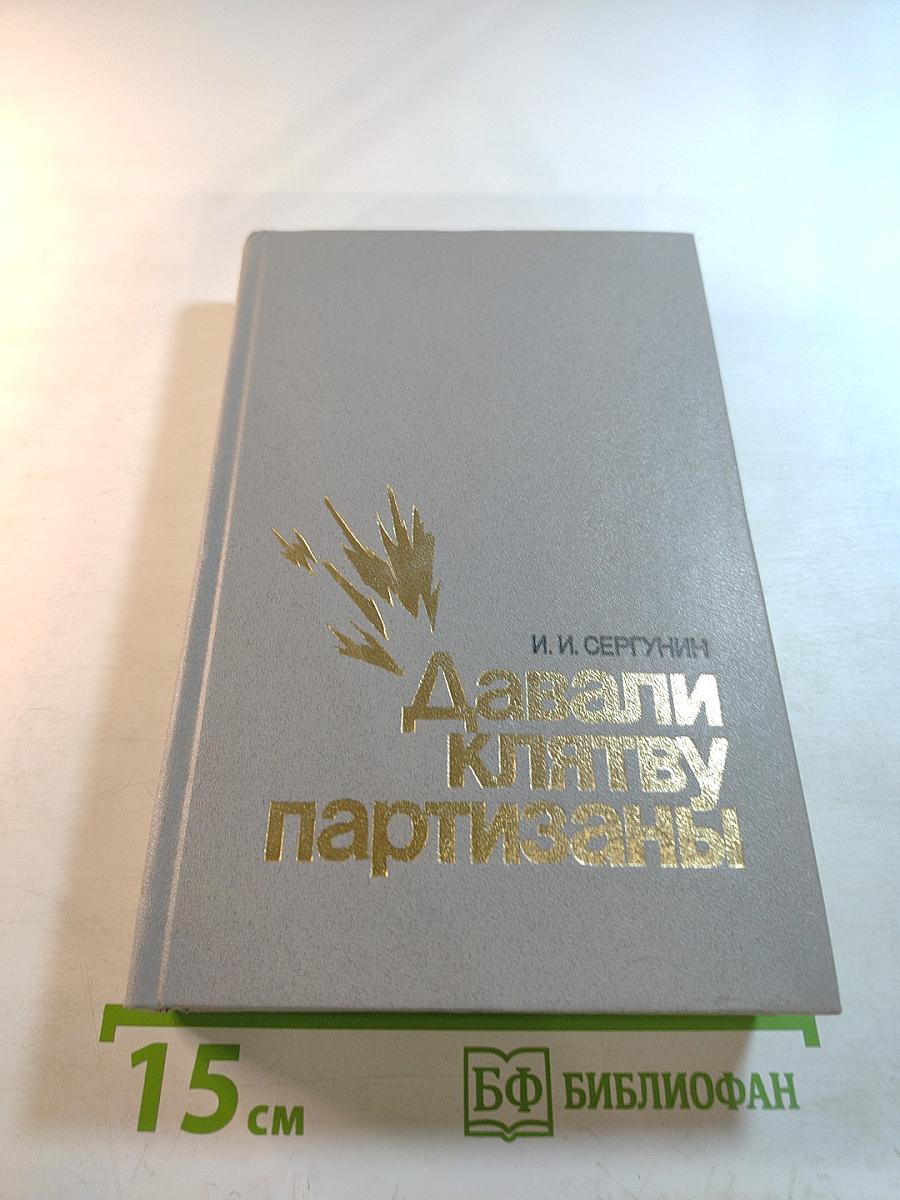 И. И. СЕРГУНИН
Давали
клятву
партизаны
15 см
БФ БИБЛИОФАН